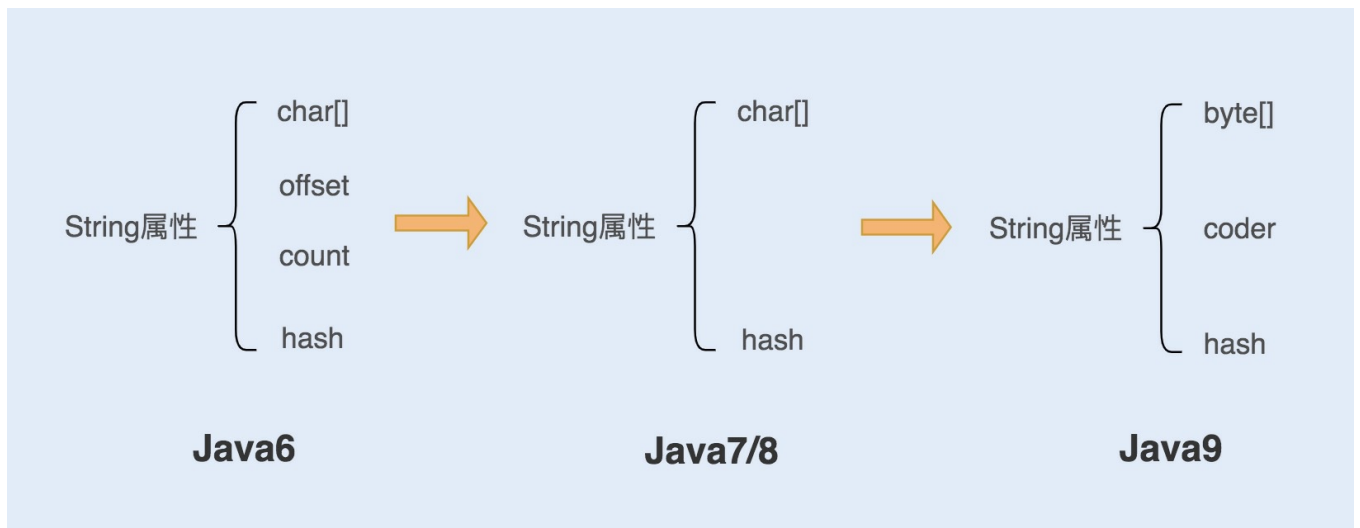 String属性
char[]
offset
count
hash
Java6
String属性
char[]
hash
Java7/8
String属性
byte[]
coder
hash
Java9